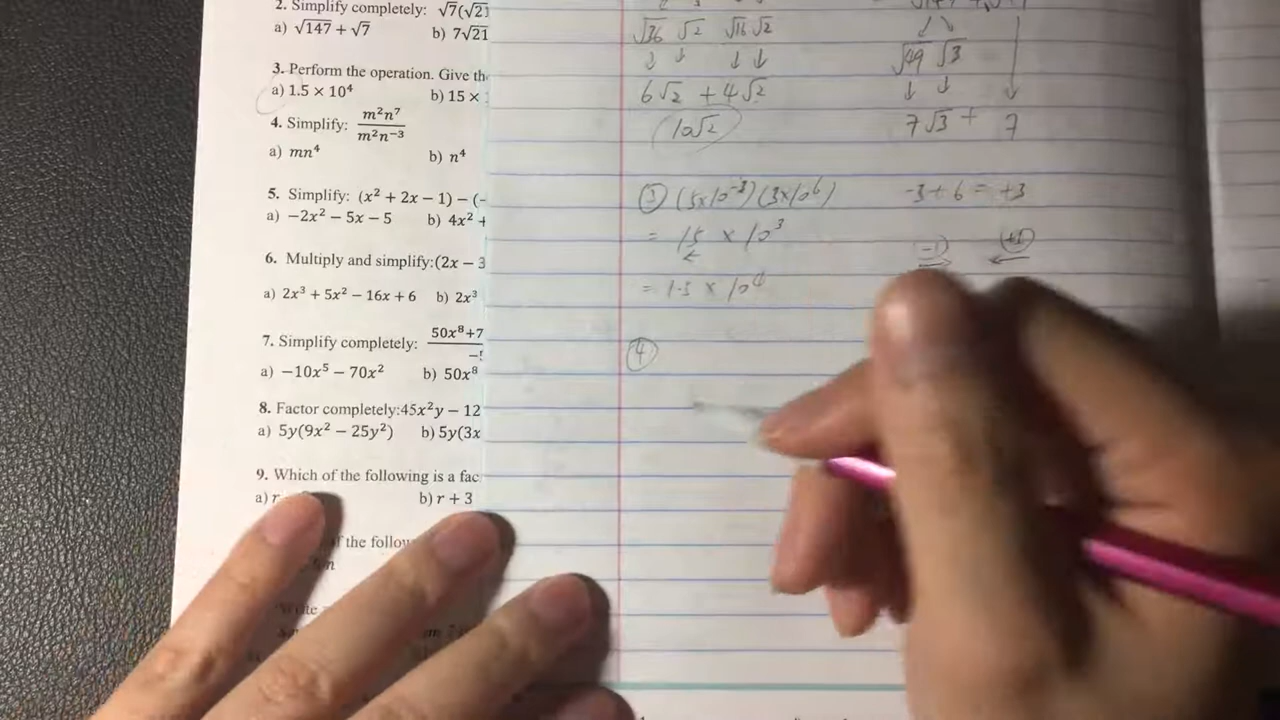 2. Simplify completely: √7(√2
a) √147 + √7 b) 7√21
3. Perform the operation. Give th
a) 1.5 × 10⁴ b) 15 ×
4. Simplify: m²n⁷/m²n⁻³
a) mn⁴ b) n⁴
5. Simplify: (x² + 2x − 1) − (−
a) −2x² − 5x − 5 b) 4x² +
6. Multiply and simplify:(2x − 3
a) 2x³ + 5x² − 16x + 6 b) 2x³
7. Simplify completely: 50x⁸+7
a) −10x⁵ − 70x² b) 50x⁸
8. Factor completely:45x²y − 12
a) 5y(9x² − 25y²) b) 5y(3x
9. Which of the following is a fac
a) r b) r + 3
f the follow
√36 √2 √16 √2
6√2 + 4√2
10√2
√49 √3
7√3 + 7
③ (5×10⁻³)(3×10⁶) -3+6 = +3
= 15 × 10³
(-1) (+1)
= 1.5 × 10⁴
④